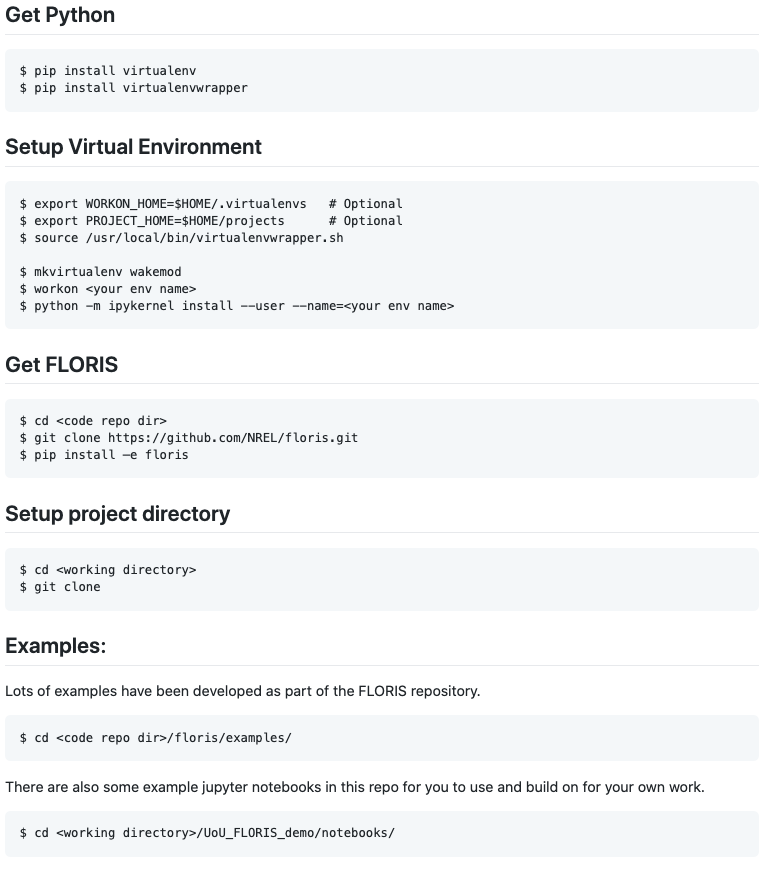 Get Python
$ pip install virtualenv
$ pip install virtualenvwrapper
Setup Virtual Environment
$ export WORKON_HOME=$HOME/.virtualenvs   # Optional
$ export PROJECT_HOME=$HOME/projects      # Optional
$ source /usr/local/bin/virtualenvwrapper.sh
$ mkvirtualenv wakemod
$ workon <your env name>
$ python -m ipykernel install --user --name=<your env name>
Get FLORIS
$ cd <code repo dir>
$ git clone https://github.com/NREL/floris.git
$ pip install –e floris
Setup project directory
$ cd <working directory>
$ git clone
Examples:
Lots of examples have been developed as part of the FLORIS repository.
$ cd <code repo dir>/floris/examples/
There are also some example jupyter notebooks in this repo for you to use and build on for your own work.
$ cd <working directory>/UoU_FLORIS_demo/notebooks/